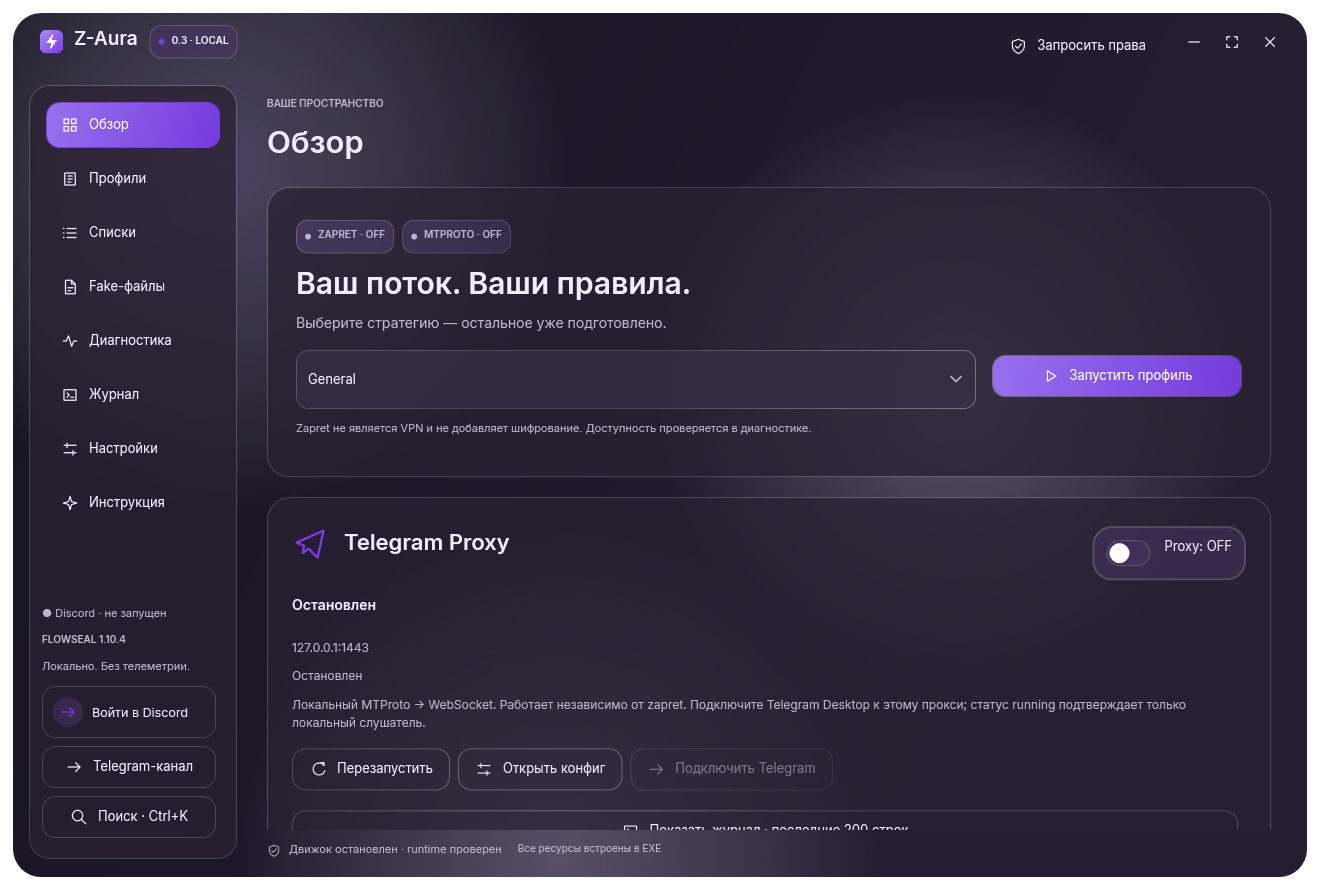 Z-Aura
0.3 · LOCAL
Запросить права
Обзор
Профили
Списки
Fake-файлы
Диагностика
Журнал
Настройки
Инструкция
Discord · не запущен
FLOWSEAL 1.10.4
Локально. Без телеметрии.
Войти в Discord
Telegram-канал
Поиск · Ctrl+K
ВАШЕ ПРОСТРАНСТВО
Обзор
ZAPRET · OFF
MTPROTO · OFF
Ваш поток. Ваши правила.
Выберите стратегию — остальное уже подготовлено.
General
Запустить профиль
Zapret не является VPN и не добавляет шифрование. Доступность проверяется в диагностике.
Telegram Proxy
Proxy: OFF
Остановлен
127.0.0.1:1443
Остановлен
Локальный MTProto → WebSocket. Работает независимо от zapret. Подключите Telegram Desktop к этому прокси; статус running подтверждает только
локальный слушатель.
Перезапустить
Открыть конфиг
Подключить Telegram
Показать журнал · последние 200 строк
Движок остановлен · runtime проверен
Все ресурсы встроены в EXE